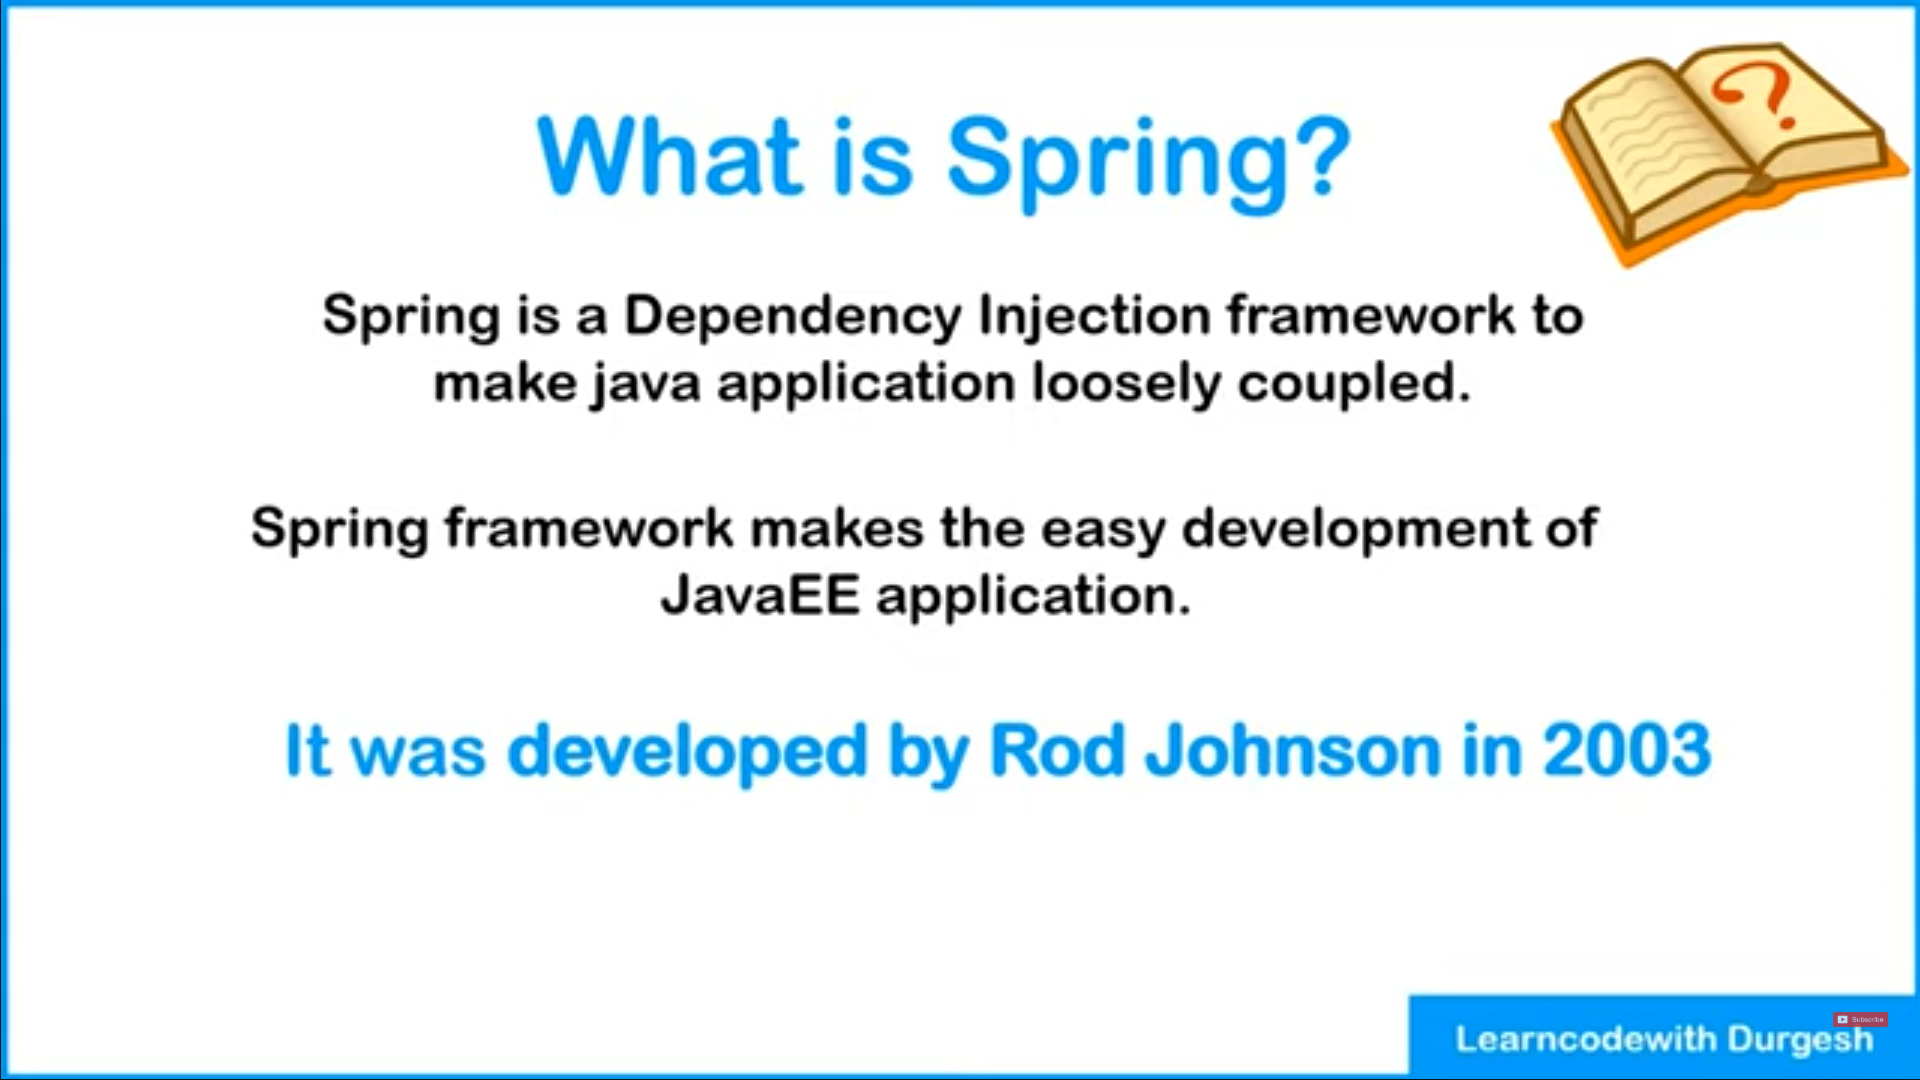 What is Spring?
Spring is a Dependency Injection framework to
make java application loosely coupled.
Spring framework makes the easy development of
JavaEE application.
It was developed by Rod Johnson in 2003
Subscribe
Learncodewith Durgesh